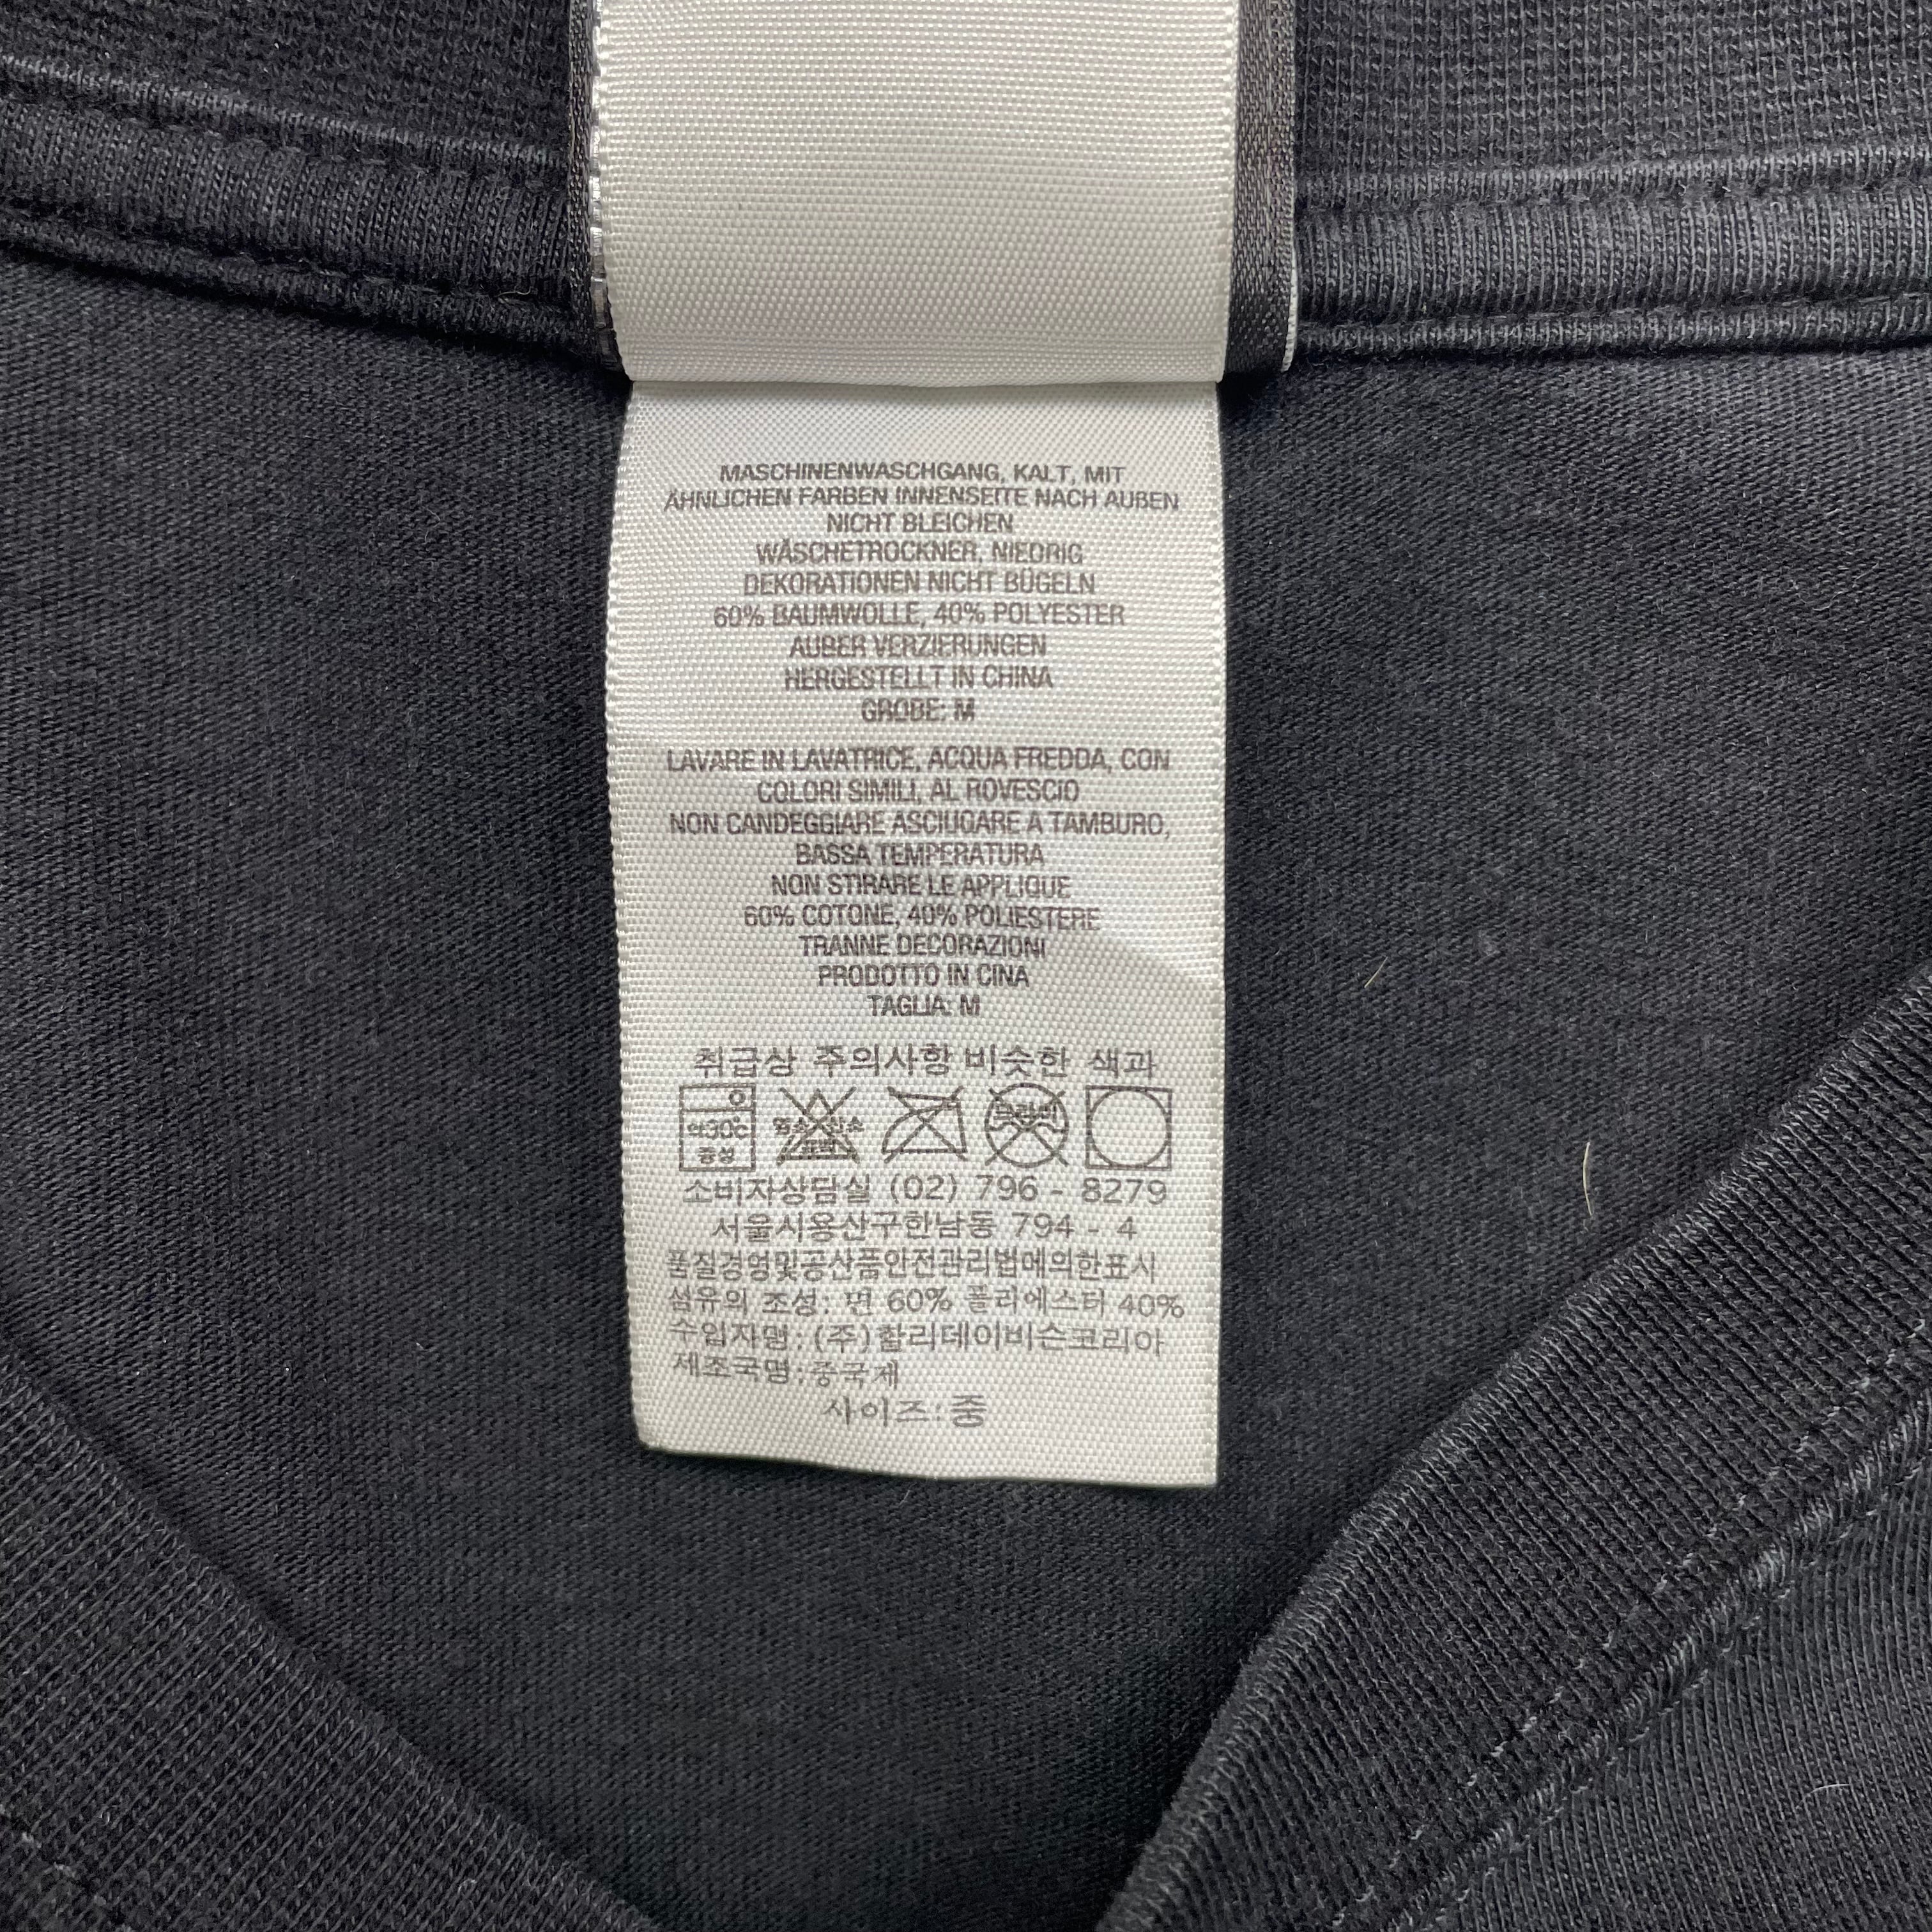 MASCHINENWASCHGANG, KALT, MIT
ÄHNLICHEN FARBEN INNENSEITE NACH AUßEN
NICHT BLEICHEN
WÄSCHETROCKNER, NIEDRIG
DEKORATIONEN NICHT BÜGELN
60% BAUMWOLLE, 40% POLYESTER
AUßER VERZIERUNGEN
HERGESTELLT IN CHINA
GRÖßE: M
LAVARE IN LAVATRICE, ACQUA FREDDA, CON
COLORI SIMILI, AL ROVESCIO
NON CANDEGGIARE ASCIUGARE A TAMBURO,
BASSA TEMPERATURA
NON STIRARE LE APPLIQUE
60% COTONE, 40% POLIESTERE
TRANNE DECORAZIONI
PRODOTTO IN CINA
TAGLIA: M
취급상 주의사항 비슷한 색과
약30℃
중성
소비자상담실 (02) 796 - 8279
서울시용산구한남동 794 - 4
품질경영및공산품안전관리법에의한표시
섬유의 조성: 면 60% 폴리에스터 40%
수입자명: (주)할리데이비슨코리아
제조국명:중국제
사이즈: 중